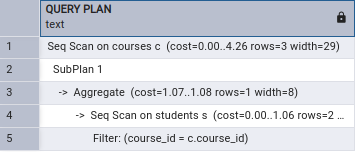 QUERY PLAN
text
1 Seq Scan on courses c (cost=0.00..4.26 rows=3 width=29)
2 SubPlan 1
3 -> Aggregate (cost=1.07..1.08 rows=1 width=8)
4 -> Seq Scan on students s (cost=0.00..1.06 rows=2 ...
5 Filter: (course_id = c.course_id)